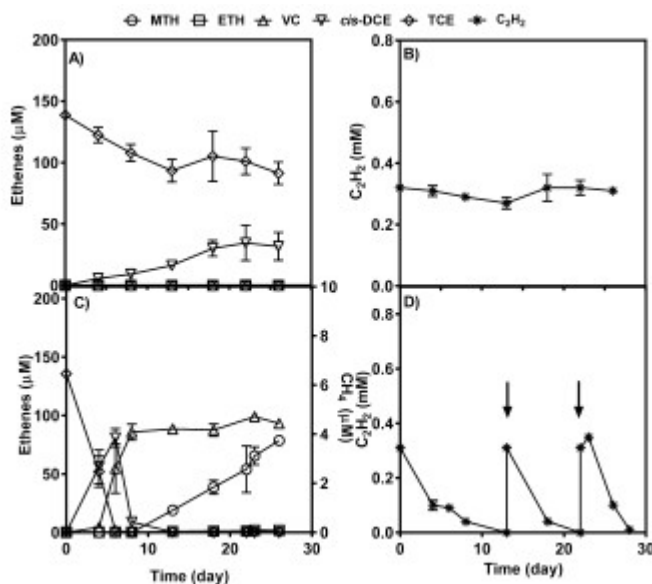 MTH ETH VC cis-DCE TCE C₂H₂
A)
200
150
100
50
0
Ethenes (μM)
B)
0.8
0.6
0.4
0.2
0.0
C₂H₂ (mM)
C)
200
150
100
50
0
Ethenes (μM)
10
8
6
4
2
0
CH₄ (μM)
0 10 20 30
Time (day)
D)
0.8
0.6
0.4
0.2
0.0
C₂H₂ (mM)
0 10 20 30
Time (day)